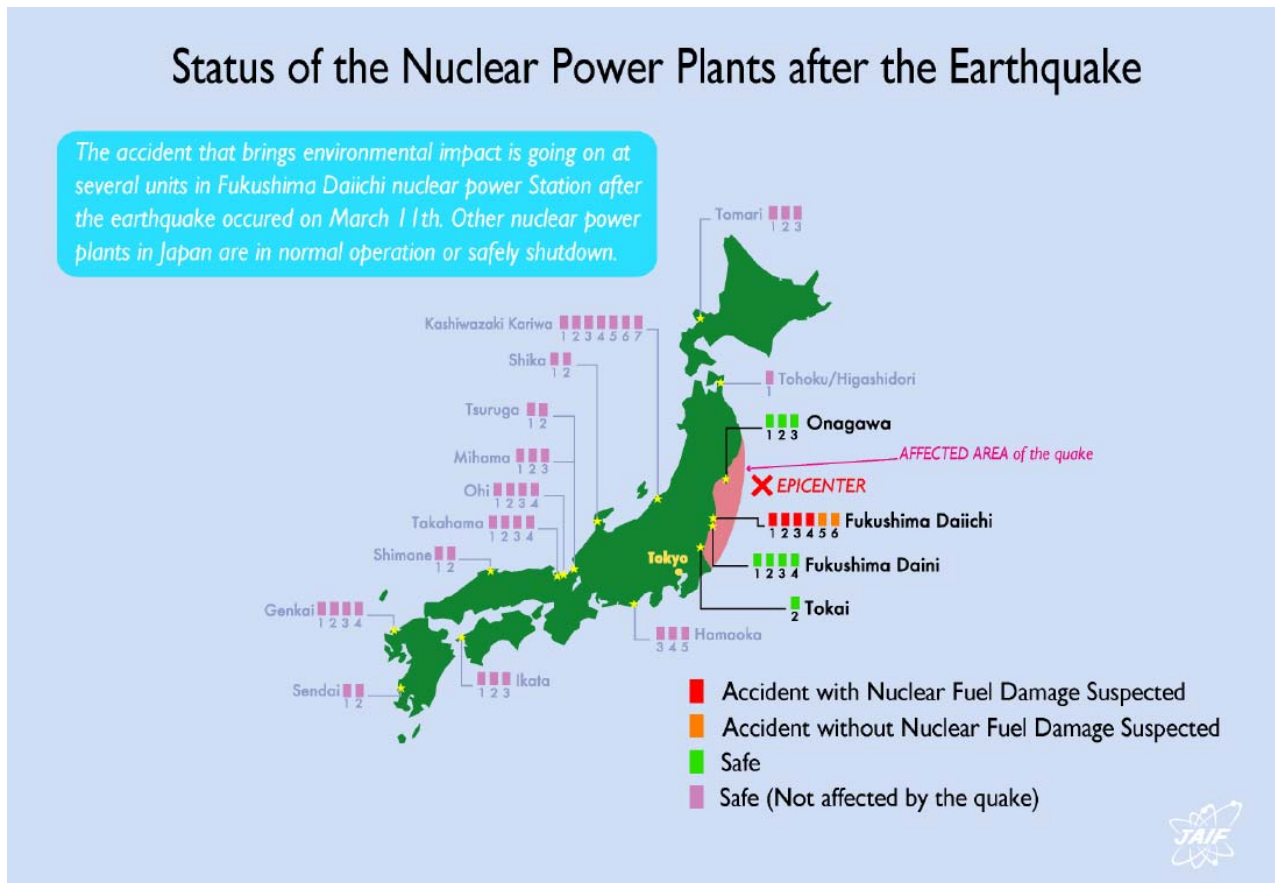 Status of the Nuclear Power Plants after the Earthquake
The accident that brings environmental impact is going on at
several units in Fukushima Daiichi nuclear power Station after
the earthquake occured on March 11th. Other nuclear power
plants in Japan are in normal operation or safely shutdown.
Tomari
1 2 3
Kashiwazaki Kariwa
1 2 3 4 5 6 7
Shika
1 2
Tohoku/Higashidori
1
Tsuruga
1 2
Onagawa
1 2 3
Mihama
1 2 3
AFFECTED AREA of the quake
EPICENTER
Ohi
1 2 3 4
Takahama
1 2 3 4
Fukushima Daiichi
1 2 3 4 5 6
Shimane
1 2
Tokyo
Fukushima Daini
1 2 3 4
Genkai
1 2 3 4
Tokai
2
Hamaoka
3 4 5
Sendai
1 2
Ikata
1 2 3
Accident with Nuclear Fuel Damage Suspected
Accident without Nuclear Fuel Damage Suspected
Safe
Safe (Not affected by the quake)
JAIF